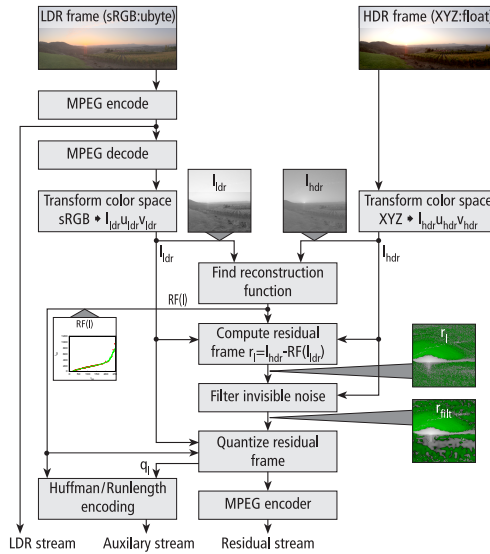 LDR frame (sRGB:ubyte)
HDR frame (XYZ:float)
MPEG encode
MPEG decode
Transform color space
sRGB ➧ l_ldr u_ldr v_ldr
l_ldr
l_hdr
Transform color space
XYZ ➧ l_hdr u_hdr v_hdr
l_ldr
l_hdr
Find reconstruction
function
RF(l)
RF(l)
Compute residual
frame r_l=l_hdr-RF(l_ldr)
r_l
Filter invisible noise
r_filt
Quantize residual
frame
q_l
Huffman/Runlength
encoding
MPEG encoder
LDR stream
Auxilary stream
Residual stream